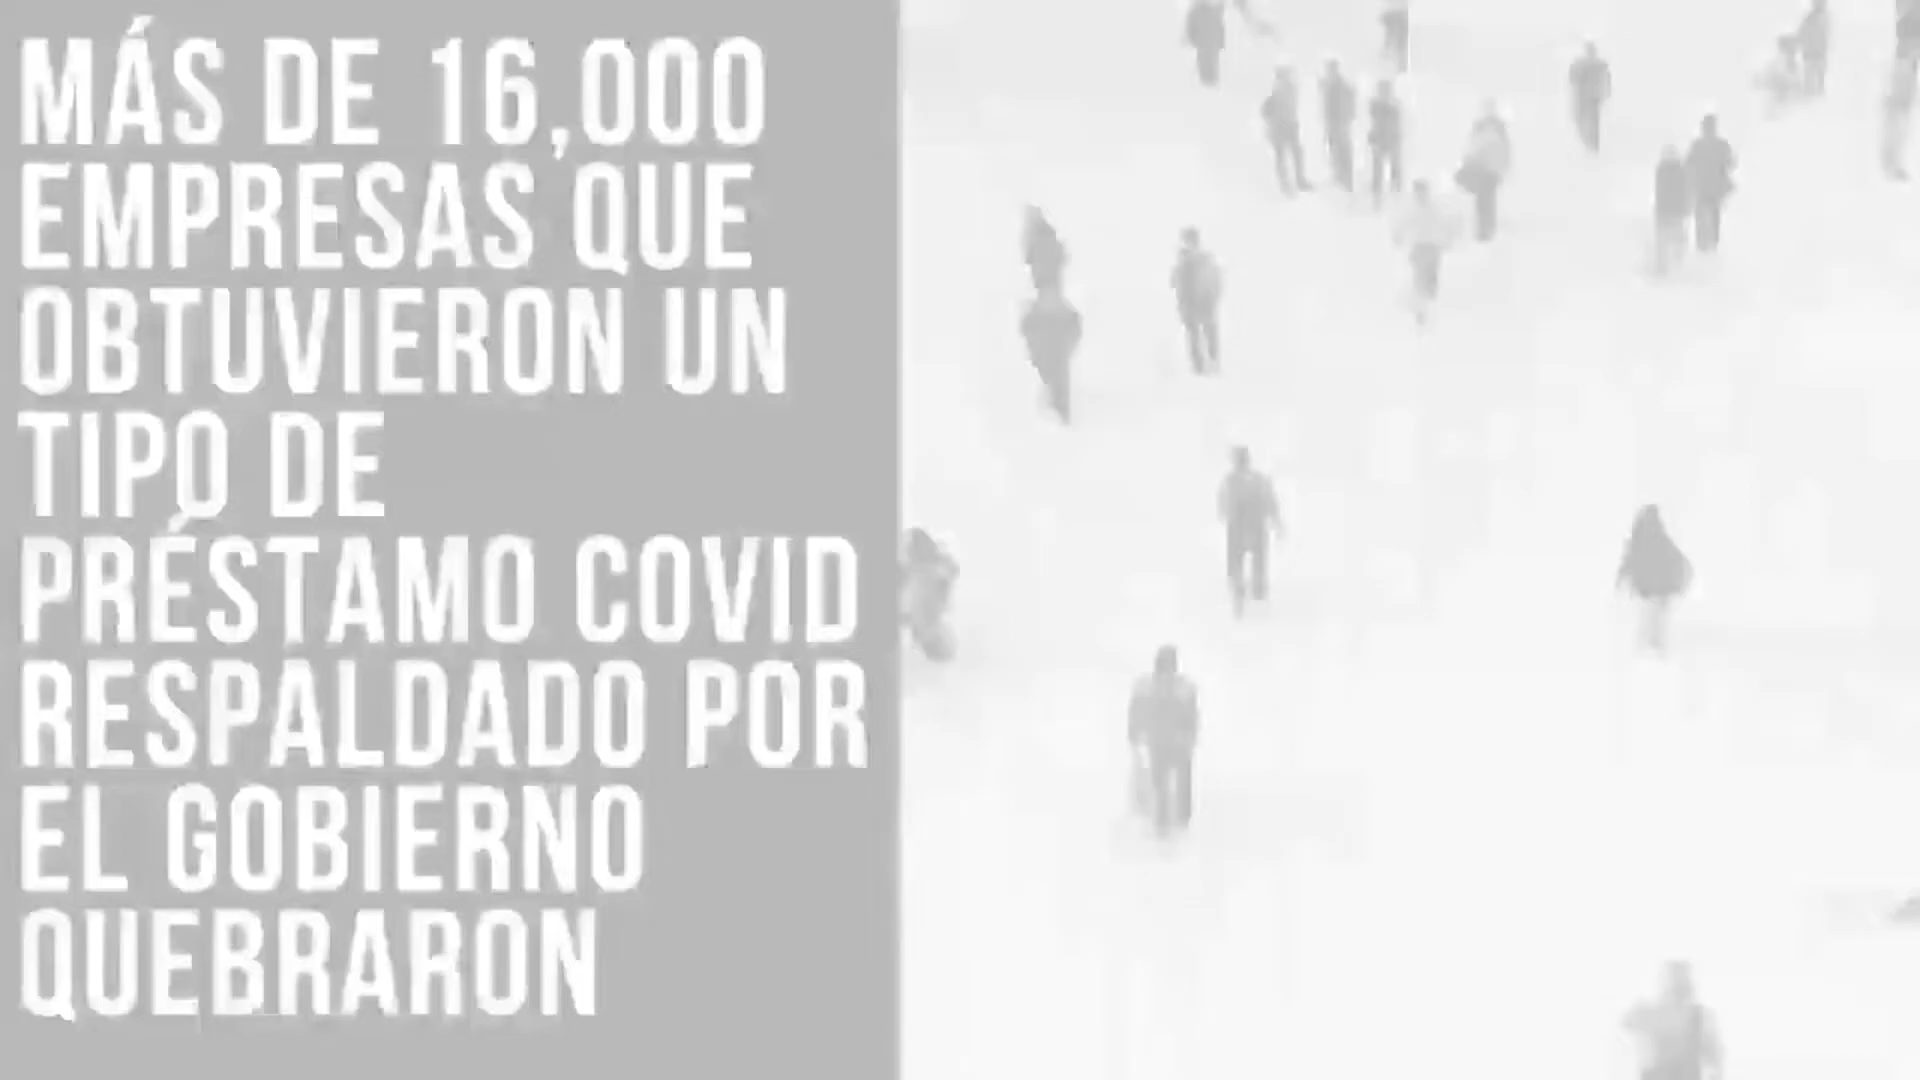 MÁS DE 16,000
EMPRESAS QUE
OBTUVIERON UN
TIPO DE
PRÉSTAMO COVID
RESPALDADO POR
EL GOBIERNO
QUEBRARON